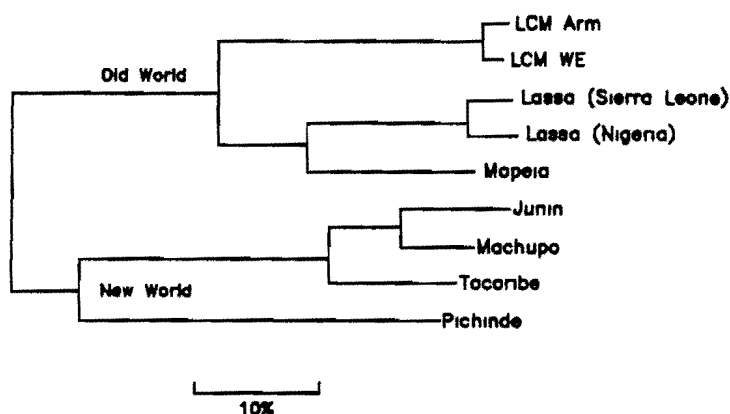 LCM Arm
LCM WE
Old World
Lassa (Sierra Leone)
Lassa (Nigeria)
Mopeia
Junin
Machupo
Tacaribe
New World
Pichinde
10%